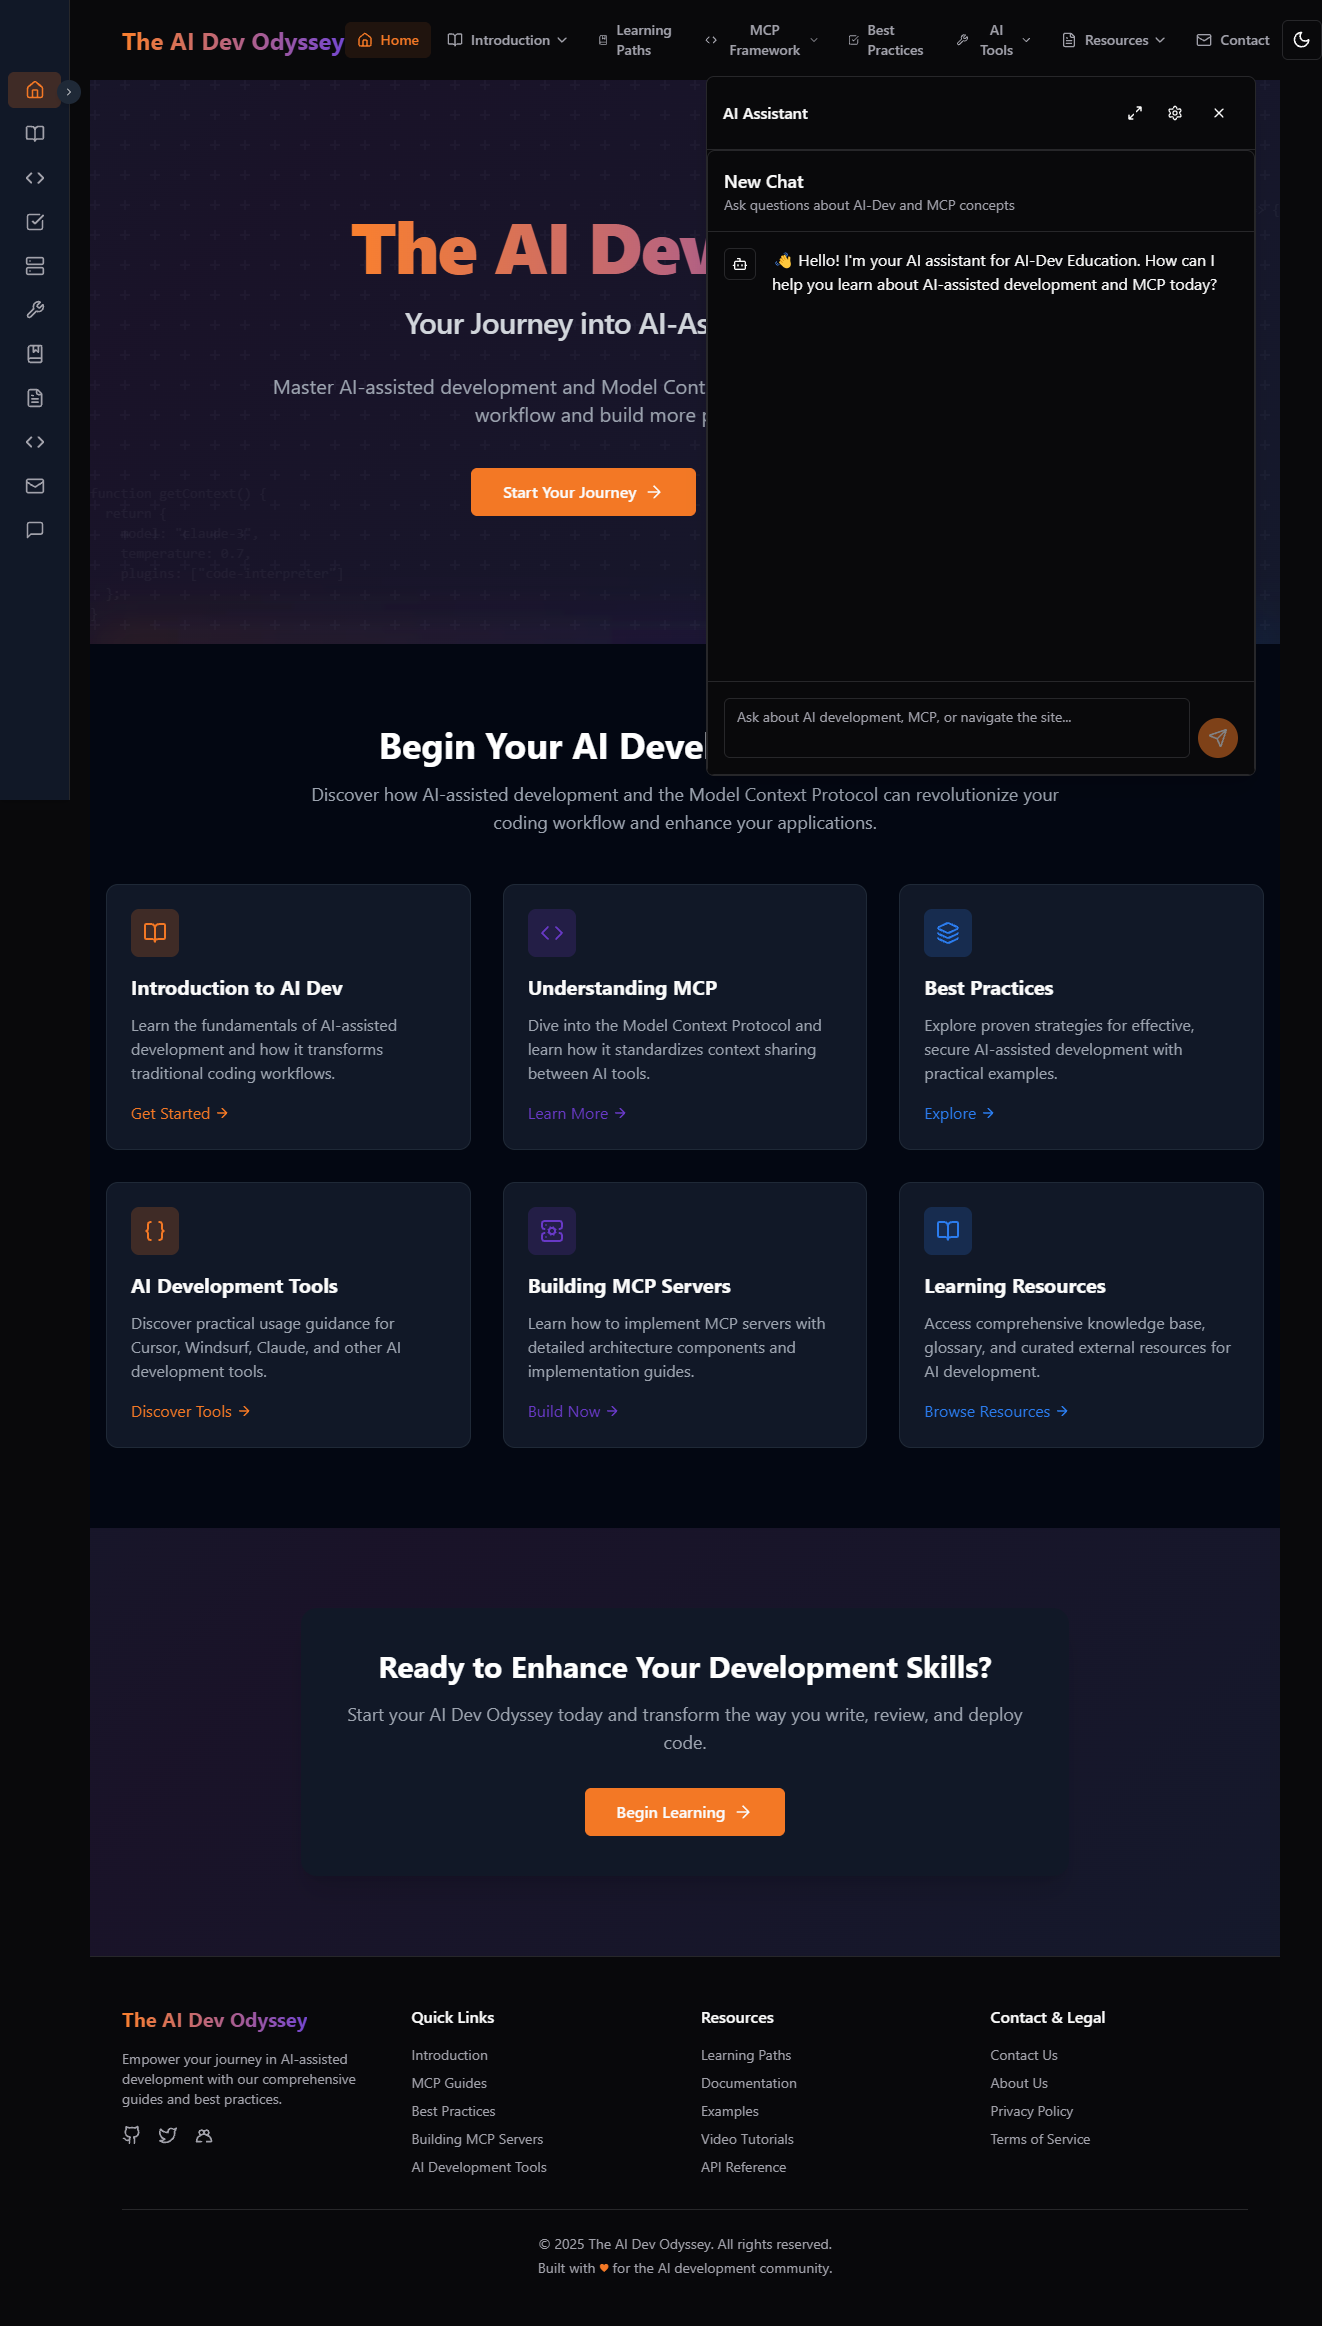 The AI Dev Odyssey
Home
Introduction
Learning
Paths
MCP
Framework
Best
Practices
AI
Tools
Resources
Contact
AI Assistant
New Chat
Ask questions about AI-Dev and MCP concepts
👋 Hello! I'm your AI assistant for AI-Dev Education. How can I
help you learn about AI-assisted development and MCP today?
Ask about AI development, MCP, or navigate the site...
The AI Dev
Your Journey into AI-As
Master AI-assisted development and Model Cont
workflow and build more p
Start Your Journey
function getContext() {
return {
model: "claude-3",
temperature: 0.7,
plugins: ["code-interpreter"]
};
}
Begin Your AI Devel
Discover how AI-assisted development and the Model Context Protocol can revolutionize your
coding workflow and enhance your applications.
Introduction to AI Dev
Learn the fundamentals of AI-assisted
development and how it transforms
traditional coding workflows.
Get Started
Understanding MCP
Dive into the Model Context Protocol and
learn how it standardizes context sharing
between AI tools.
Learn More
Best Practices
Explore proven strategies for effective,
secure AI-assisted development with
practical examples.
Explore
AI Development Tools
Discover practical usage guidance for
Cursor, Windsurf, Claude, and other AI
development tools.
Discover Tools
Building MCP Servers
Learn how to implement MCP servers with
detailed architecture components and
implementation guides.
Build Now
Learning Resources
Access comprehensive knowledge base,
glossary, and curated external resources for
AI development.
Browse Resources
Ready to Enhance Your Development Skills?
Start your AI Dev Odyssey today and transform the way you write, review, and deploy
code.
Begin Learning
The AI Dev Odyssey
Empower your journey in AI-assisted
development with our comprehensive
guides and best practices.
Quick Links
Introduction
MCP Guides
Best Practices
Building MCP Servers
AI Development Tools
Resources
Learning Paths
Documentation
Examples
Video Tutorials
API Reference
Contact & Legal
Contact Us
About Us
Privacy Policy
Terms of Service
© 2025 The AI Dev Odyssey. All rights reserved.
Built with ♥ for the AI development community.